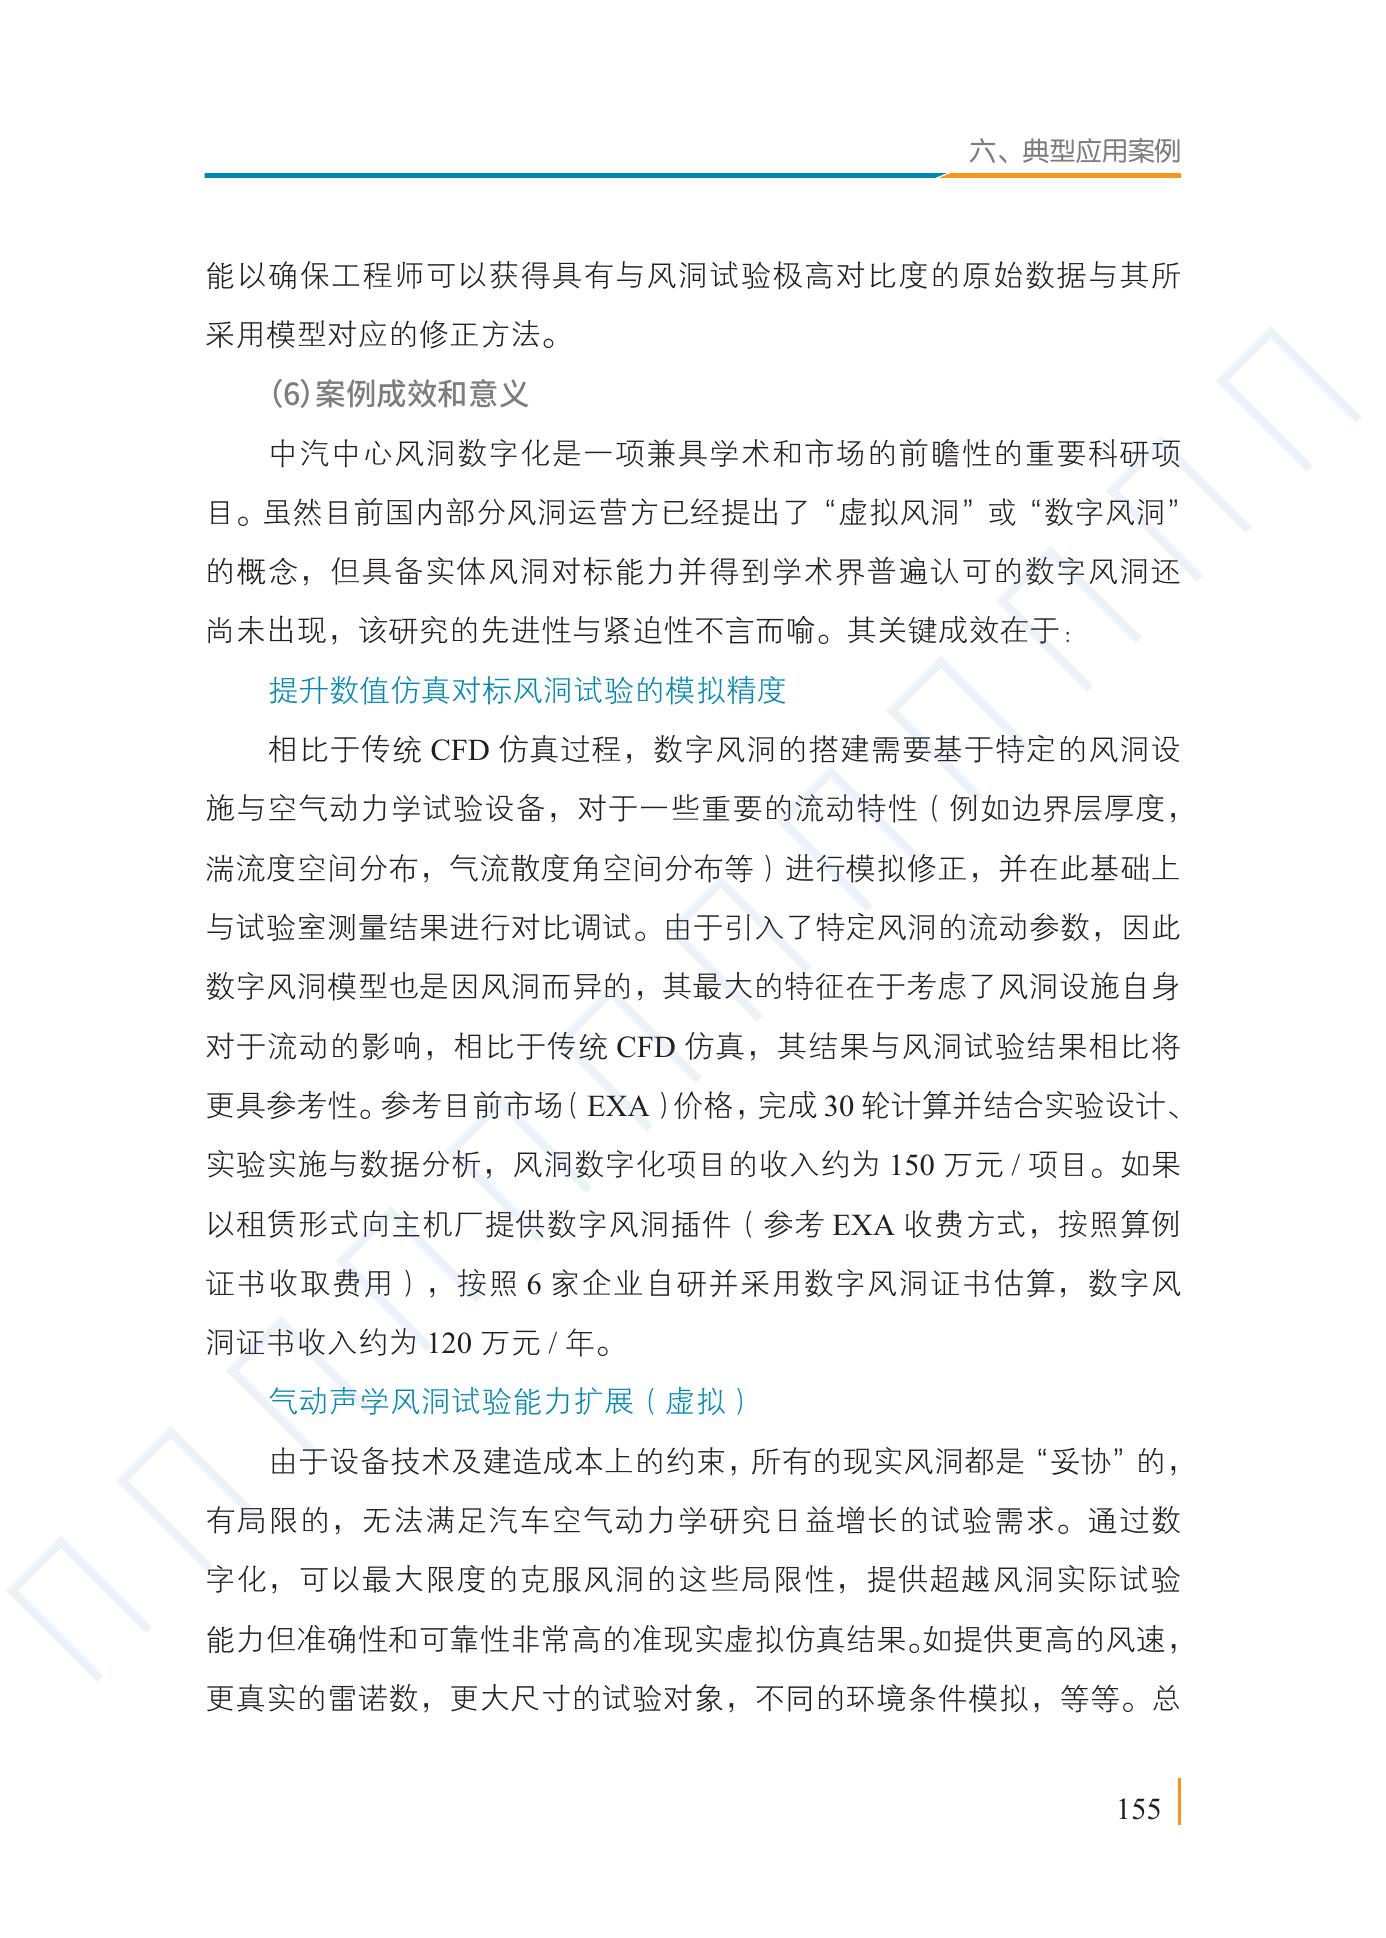 六、典型应用案例
能以确保工程师可以获得具有与风洞试验极高对比度的原始数据与其所
采用模型对应的修正方法。
（6）案例成效和意义
中汽中心风洞数字化是一项兼具学术和市场的前瞻性的重要科研项
目。虽然目前国内部分风洞运营方已经提出了“虚拟风洞”或“数字风洞”
的概念，但具备实体风洞对标能力并得到学术界普遍认可的数字风洞还
尚未出现，该研究的先进性与紧迫性不言而喻。其关键成效在于：
提升数值仿真对标风洞试验的模拟精度
相比于传统 CFD 仿真过程，数字风洞的搭建需要基于特定的风洞设
施与空气动力学试验设备，对于一些重要的流动特性（例如边界层厚度，
湍流度空间分布，气流散度角空间分布等）进行模拟修正，并在此基础上
与试验室测量结果进行对比调试。由于引入了特定风洞的流动参数，因此
数字风洞模型也是因风洞而异的，其最大的特征在于考虑了风洞设施自身
对于流动的影响，相比于传统 CFD 仿真，其结果与风洞试验结果相比将
更具参考性。参考目前市场（EXA）价格，完成 30 轮计算并结合实验设计、
实验实施与数据分析，风洞数字化项目的收入约为 150 万元 / 项目。如果
以租赁形式向主机厂提供数字风洞插件（参考 EXA 收费方式，按照算例
证书收取费用），按照 6 家企业自研并采用数字风洞证书估算，数字风
洞证书收入约为 120 万元 / 年。
气动声学风洞试验能力扩展（虚拟）
由于设备技术及建造成本上的约束，所有的现实风洞都是“妥协”的，
有局限的，无法满足汽车空气动力学研究日益增长的试验需求。通过数
字化，可以最大限度的克服风洞的这些局限性，提供超越风洞实际试验
能力但准确性和可靠性非常高的准现实虚拟仿真结果。如提供更高的风速，
更真实的雷诺数，更大尺寸的试验对象，不同的环境条件模拟，等等。总
155